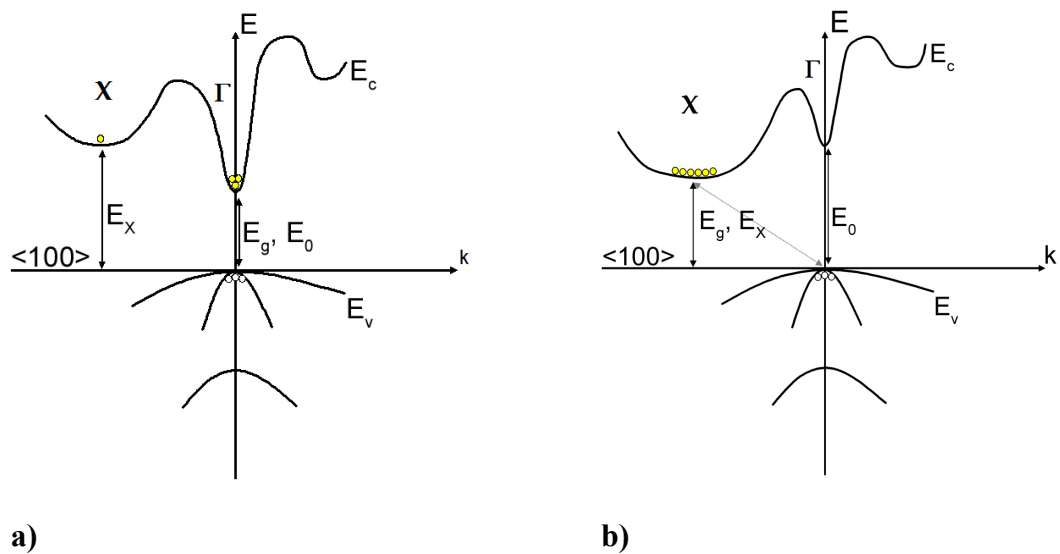 E
X
Γ
E_c
E_X
E_g, E_0
<100>
k
E_v
a)
E
Γ
X
E_c
E_g, E_X
E_0
<100>
k
E_v
b)